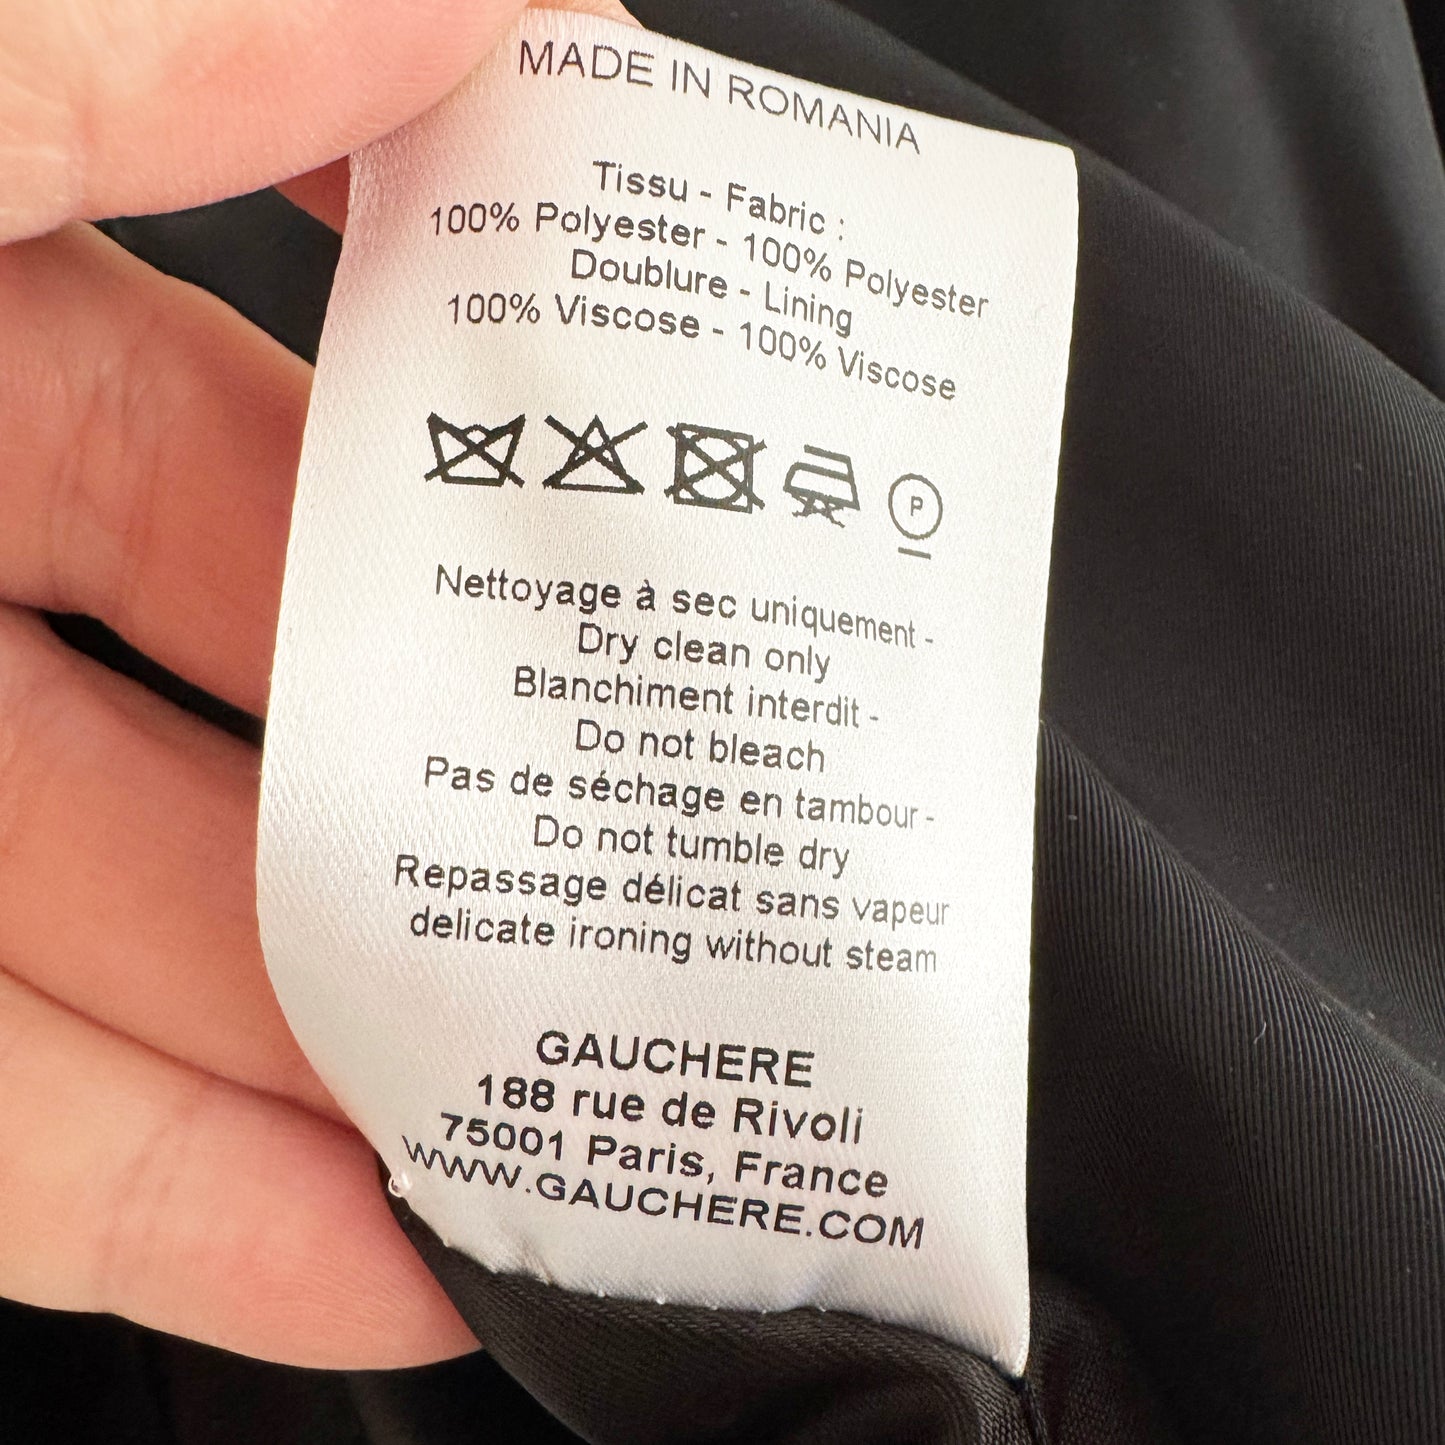 MADE IN ROMANIA
Tissu - Fabric :
100% Polyester - 100% Polyester
Doublure - Lining
100% Viscose - 100% Viscose
P
Nettoyage à sec uniquement -
Dry clean only
Blanchiment interdit -
Do not bleach
Pas de séchage en tambour -
Do not tumble dry
Repassage délicat sans vapeur
delicate ironing without steam
GAUCHERE
188 rue de Rivoli
75001 Paris, France
WWW.GAUCHERE.COM